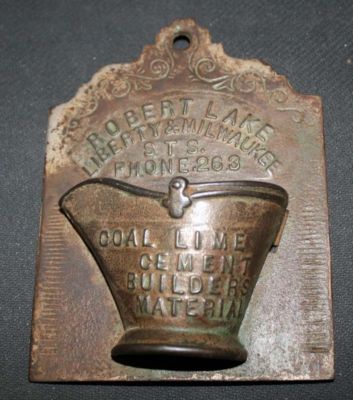 ROBERT LAKE
LIBERTY & MILWAUKEE
STS.
PHONE.263
COAL LIME
CEMENT
BUILDERS
MATERIAL